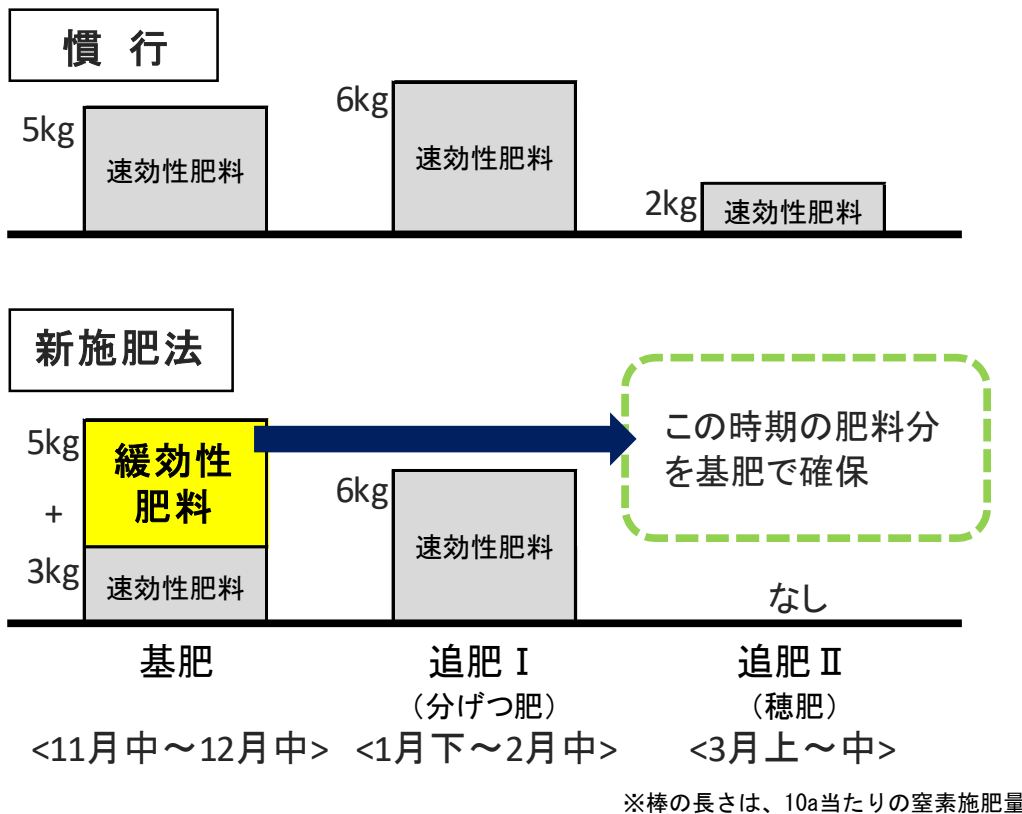 慣 行
5kg
速効性肥料
6kg
速効性肥料
2kg
速効性肥料
新施肥法
5kg
+
3kg
緩効性
肥料
速効性肥料
6kg
速効性肥料
この時期の肥料分
を基肥で確保
なし
基肥
追肥Ⅰ
追肥Ⅱ
（分げつ肥）
（穂肥）
<11月中～12月中>
<1月下～2月中>
<3月上～中>
※棒の長さは、10a当たりの窒素施肥量